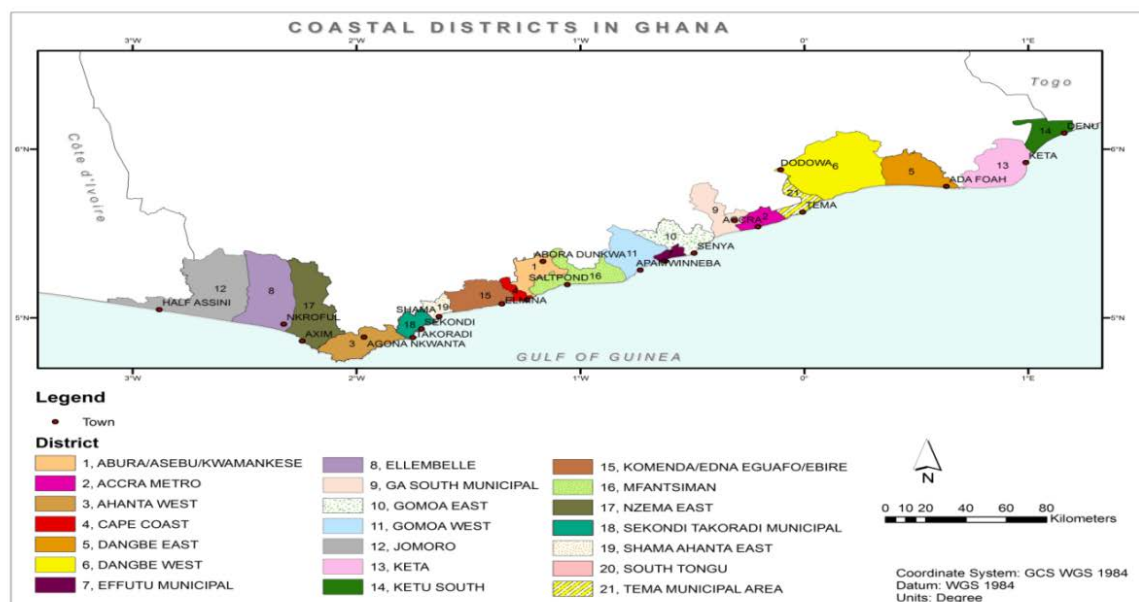 COASTAL DISTRICTS IN GHANA
3°W 2°W 1°W 0° 1°E
Togo
Côte d'Ivoire
6°N
6°N
14
DENU
KETA
13
DODOWA
6
5
ADA FOAH
21
TEMA
9
2
10
SENYA
ABORA DUNKWA
11
1
APAM
WINNEBA
SALTPOND
16
12
8
HALF ASSINI
NKROFUL
17
AXIM
15
ELMINA
SHAMA
19
18
SEKONDI
TAKORADI
3
AGONA NKWANTA
5°N
5°N
GULF OF GUINEA
3°W 2°W 1°W 0° 1°E
Legend
Town
District
1, ABURA/ASEBU/KWAMANKESE
2, ACCRA METRO
3, AHANTA WEST
4, CAPE COAST
5, DANGBE EAST
6, DANGBE WEST
7, EFFUTU MUNICIPAL
8, ELLEMBELLE
9, GA SOUTH MUNICIPAL
10, GOMOA EAST
11, GOMOA WEST
12, JOMORO
13, KETA
14, KETU SOUTH
15, KOMENDA/EDNA EGUAFO/EBIRE
16, MFANTSIMAN
17, NZEMA EAST
18, SEKONDI TAKORADI MUNICIPAL
19, SHAMA AHANTA EAST
20, SOUTH TONGU
21, TEMA MUNICIPAL AREA
N
0 10 20 40 60 80
Kilometers
Coordinate System: GCS WGS 1984
Datum: WGS 1984
Units: Degree